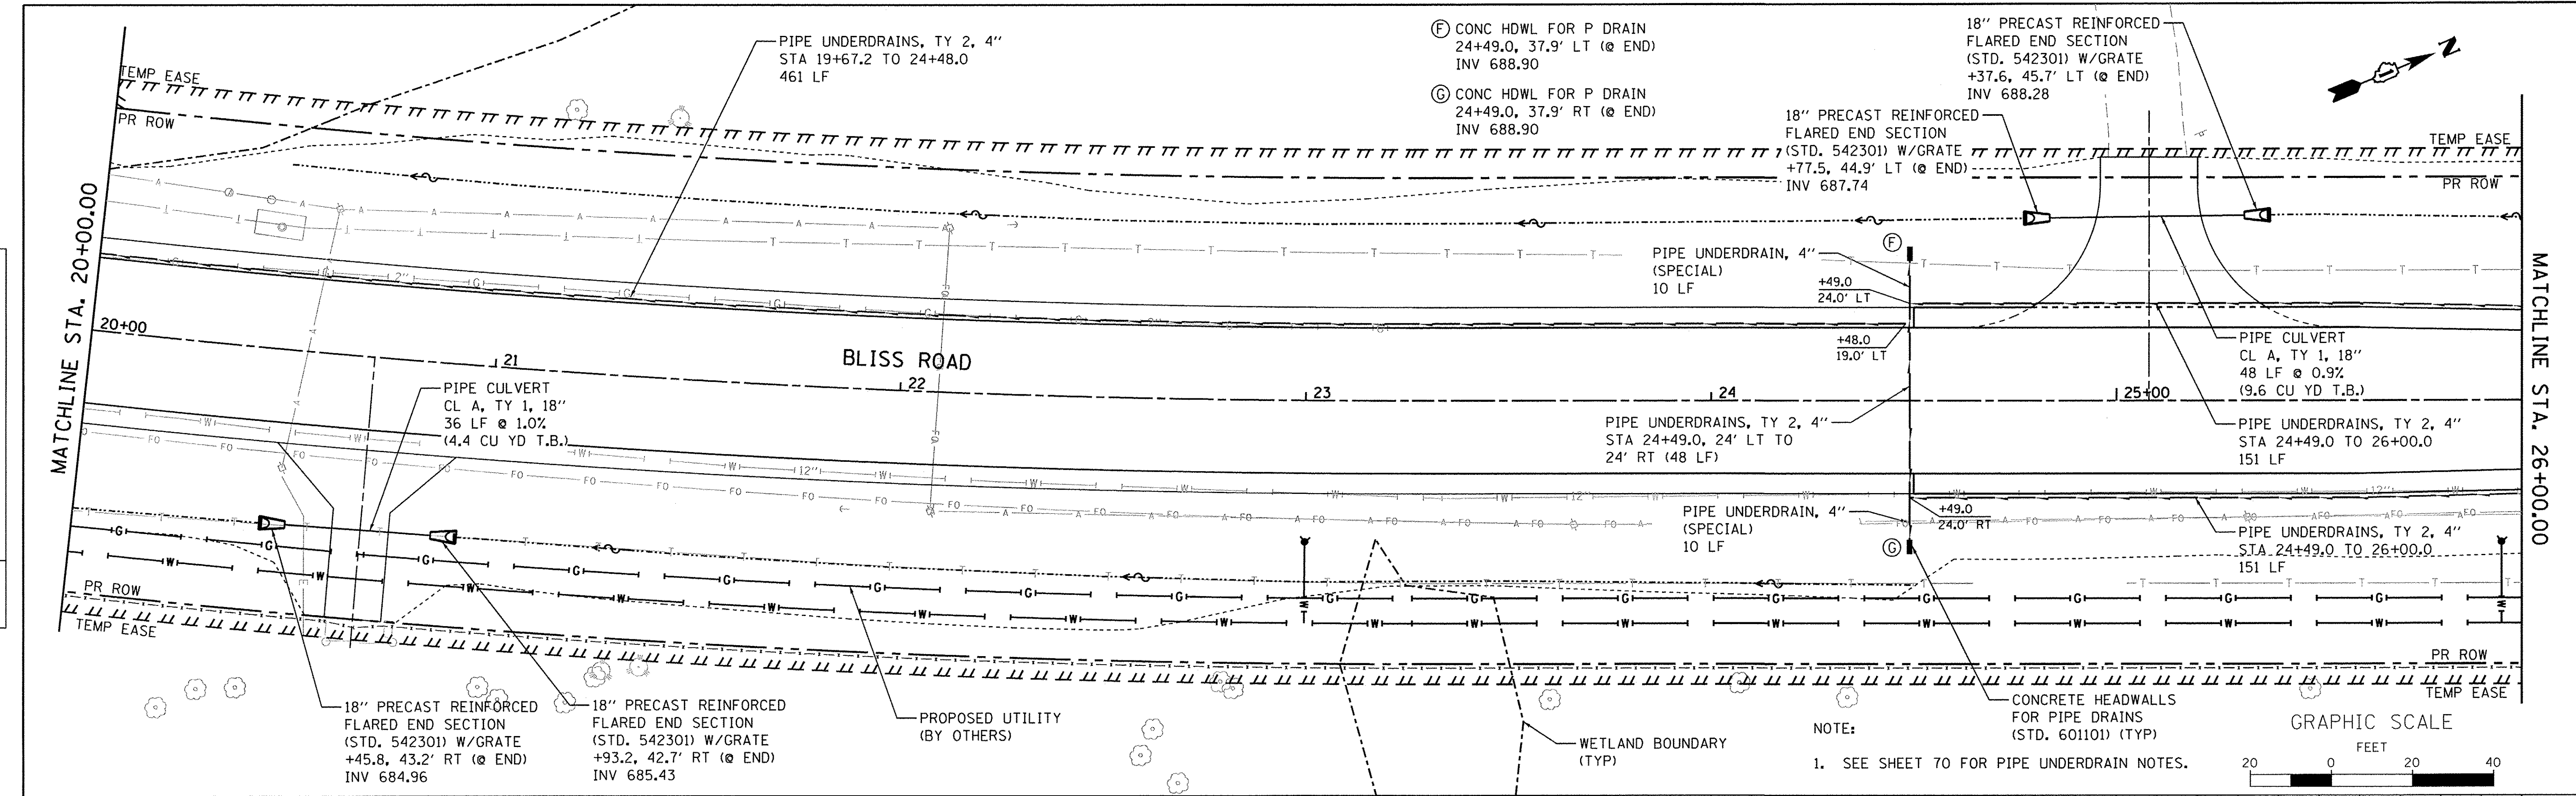 PIPE UNDERDRAINS, TY 2, 4"
STA 19+67.2 TO 24+48.0
461 LF
Ⓕ CONC HDWL FOR P DRAIN
24+49.0, 37.9' LT (@ END)
INV 688.90
Ⓖ CONC HDWL FOR P DRAIN
24+49.0, 37.9' RT (@ END)
INV 688.90
18" PRECAST REINFORCED
FLARED END SECTION
(STD. 542301) W/GRATE
+37.6, 45.7' LT (@ END)
INV 688.28
18" PRECAST REINFORCED
FLARED END SECTION
(STD. 542301) W/GRATE
+77.5, 44.9' LT (@ END)
INV 687.74
N
TEMP EASE
PR ROW
TEMP EASE
PR ROW
MATCHLINE STA. 20+00.00
MATCHLINE STA. 26+00.00
Ⓕ
PIPE UNDERDRAIN, 4"
(SPECIAL)
10 LF
+49.0
24.0' LT
+48.0
19.0' LT
2"
20+00
21
BLISS ROAD
22
23
24
25+00
PIPE CULVERT
CL A, TY 1, 18"
48 LF @ 0.9%
(9.6 CU YD T.B.)
PIPE CULVERT
CL A, TY 1, 18"
36 LF @ 1.0%
(4.4 CU YD T.B.)
PIPE UNDERDRAINS, TY 2, 4"
STA 24+49.0, 24' LT TO
24' RT (48 LF)
PIPE UNDERDRAINS, TY 2, 4"
STA 24+49.0 TO 26+00.0
151 LF
12"
12"
12"
PIPE UNDERDRAIN, 4"
(SPECIAL)
10 LF
+49.0
24.0' RT
Ⓖ
PIPE UNDERDRAINS, TY 2, 4"
STA 24+49.0 TO 26+00.0
151 LF
PR ROW
TEMP EASE
PR ROW
TEMP EASE
18" PRECAST REINFORCED
FLARED END SECTION
(STD. 542301) W/GRATE
+45.8, 43.2' RT (@ END)
INV 684.96
18" PRECAST REINFORCED
FLARED END SECTION
(STD. 542301) W/GRATE
+93.2, 42.7' RT (@ END)
INV 685.43
PROPOSED UTILITY
(BY OTHERS)
WETLAND BOUNDARY
(TYP)
CONCRETE HEADWALLS
FOR PIPE DRAINS
(STD. 601101) (TYP)
NOTE:
1. SEE SHEET 70 FOR PIPE UNDERDRAIN NOTES.
GRAPHIC SCALE
FEET
20 0 20 40